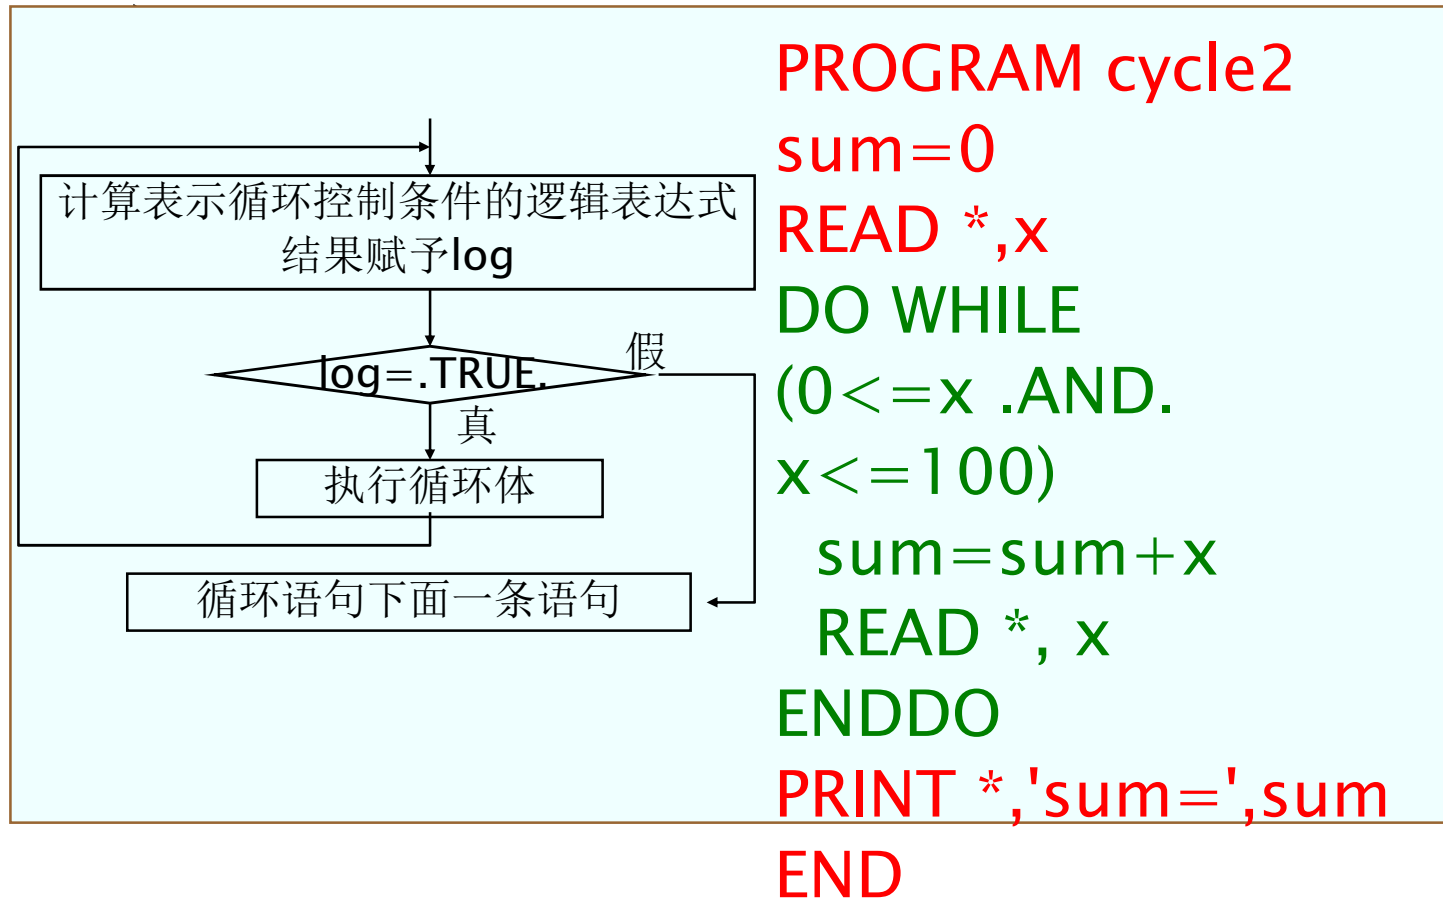 计算表示循环控制条件的逻辑表达式
结果赋予log
log=.TRUE.
假
真
执行循环体
循环语句下面一条语句
PROGRAM cycle2
sum=0
READ *,x
DO WHILE
(0<=x .AND.
x<=100)
sum=sum+x
READ *, x
ENDDO
PRINT *,'sum=',sum
END